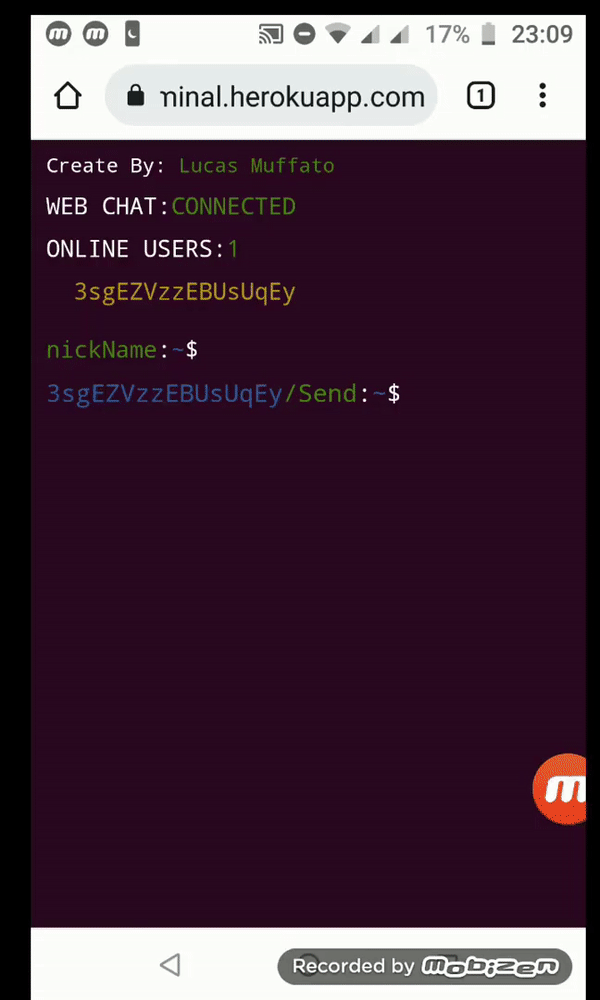 17% 23:09
ninal.herokuapp.com 1
Create By: Lucas Muffato
WEB CHAT:CONNECTED
ONLINE USERS:1
3sgEZVzzEBUsUqEy
nickName:~$
3sgEZVzzEBUsUqEy/Send:~$
Recorded by mobizen